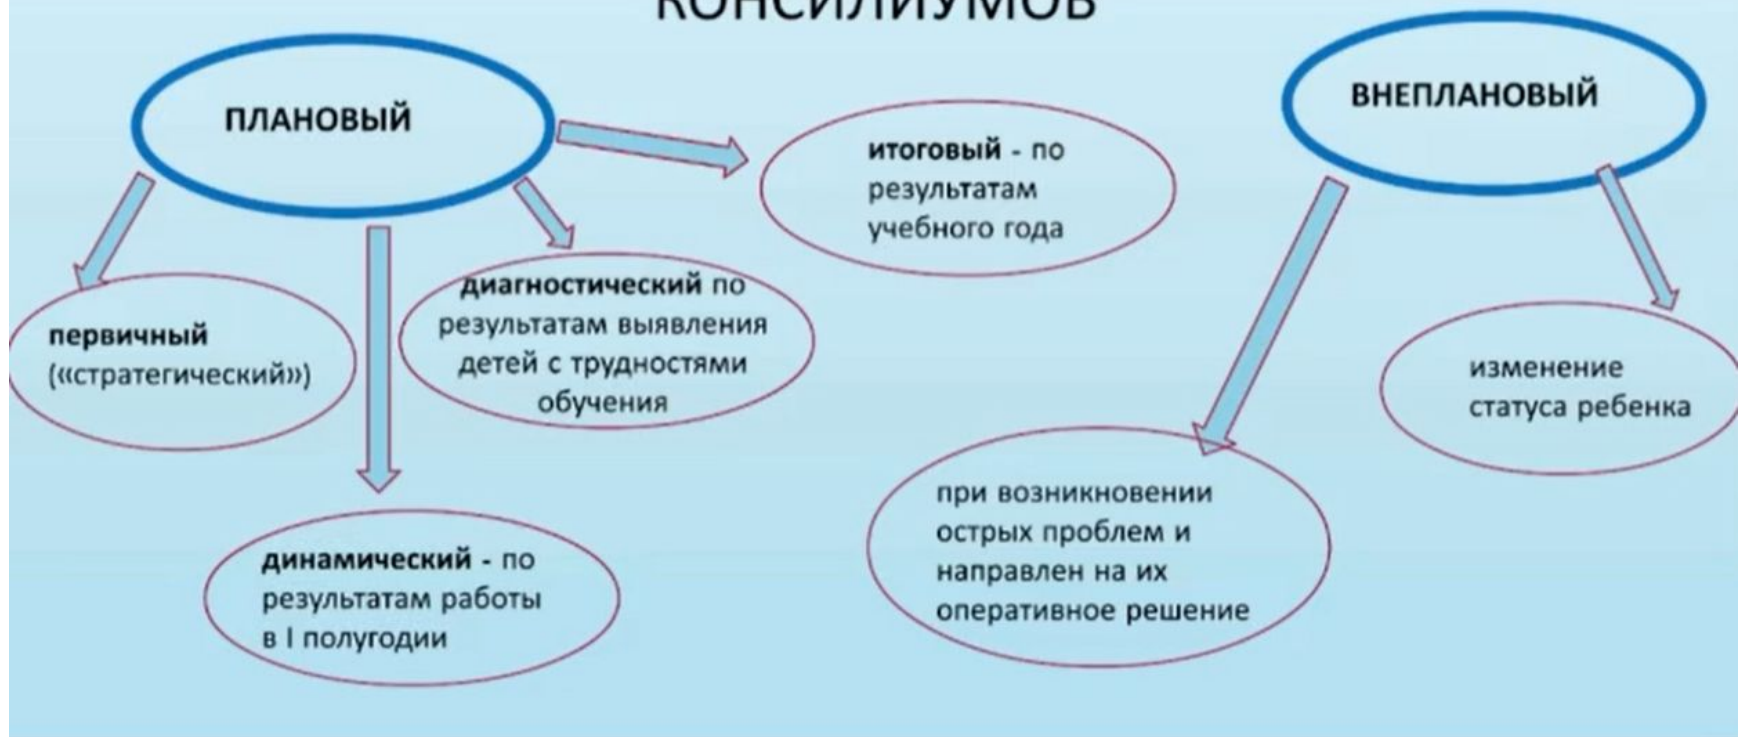 КОНСИЛИУМОВ
ПЛАНОВЫЙ
ВНЕПЛАНОВЫЙ
итоговый - по
результатам
учебного года
диагностический по
результатам выявления
детей с трудностями
обучения
первичный
(«стратегический»)
изменение
статуса ребенка
при возникновении
острых проблем и
направлен на их
оперативное решение
динамический - по
результатам работы
в I полугодии